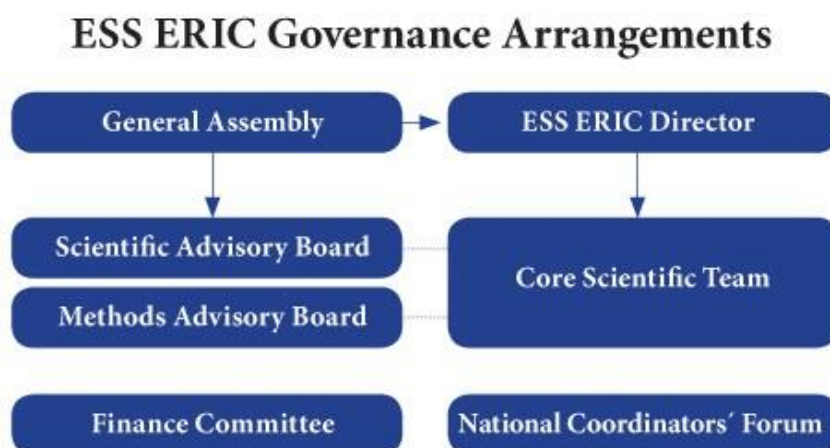 ESS ERIC Governance Arrangements
General Assembly
ESS ERIC Director
Scientific Advisory Board
Core Scientific Team
Methods Advisory Board
Finance Committee
National Coordinators´ Forum